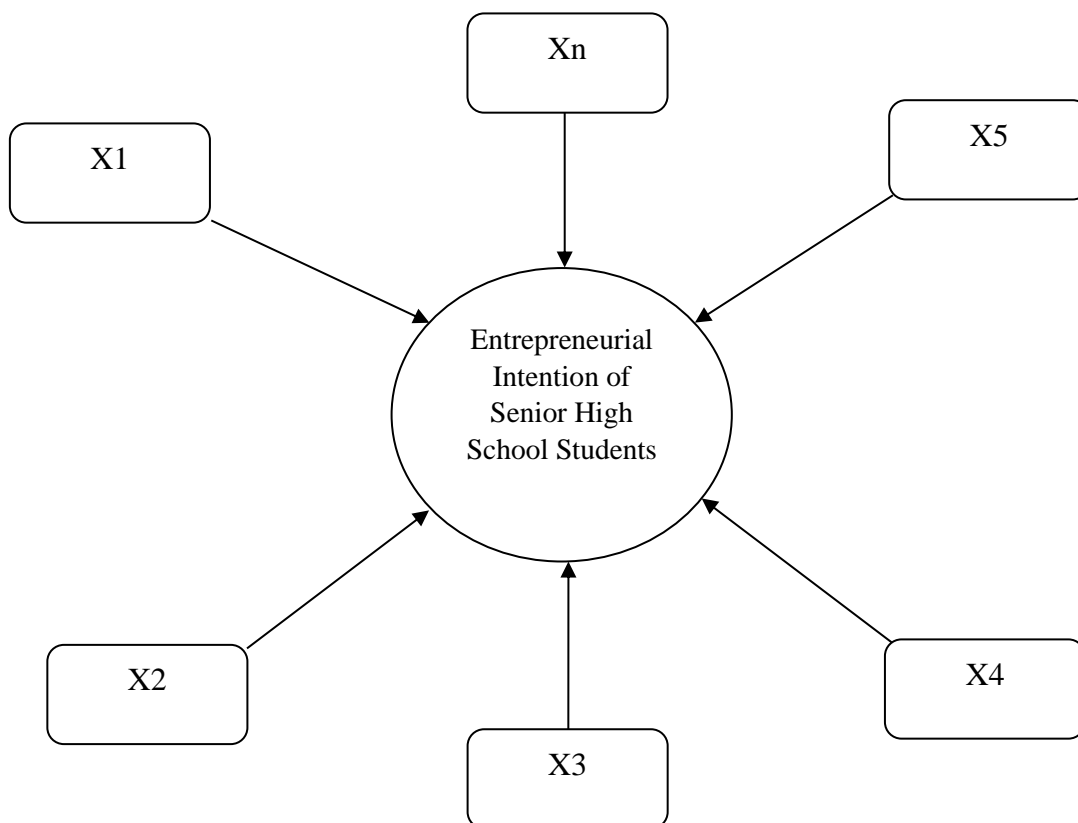 Xn
X1
X5
Entrepreneurial
Intention of
Senior High
School Students
X2
X4
X3